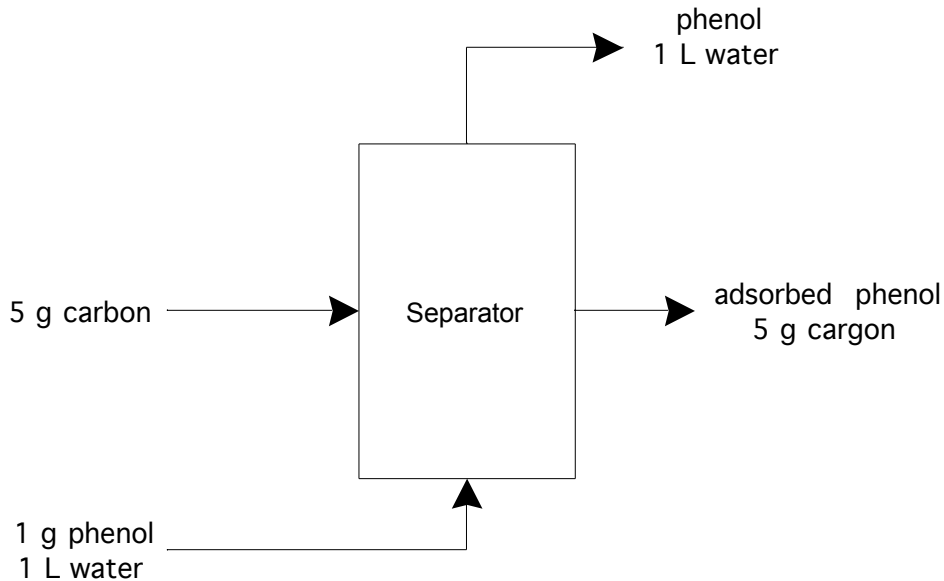 phenol
1 L water
5 g carbon
Separator
adsorbed phenol
5 g cargon
1 g phenol
1 L water